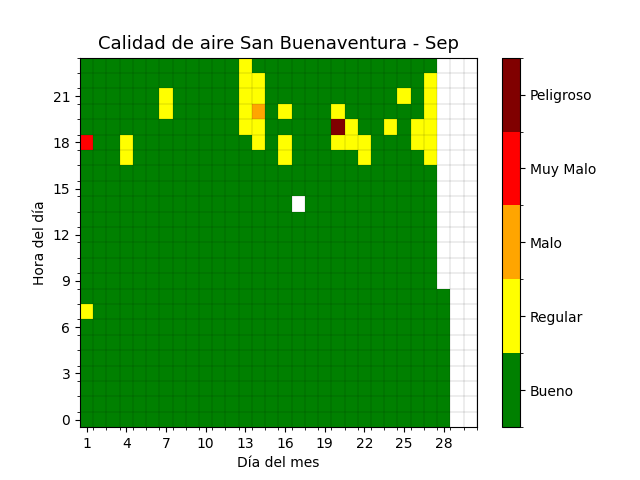 Calidad de aire San Buenaventura - Sep
Hora del día
21
18
15
12
9
6
3
0
1 4 7 10 13 16 19 22 25 28
Día del mes
Peligroso
Muy Malo
Malo
Regular
Bueno